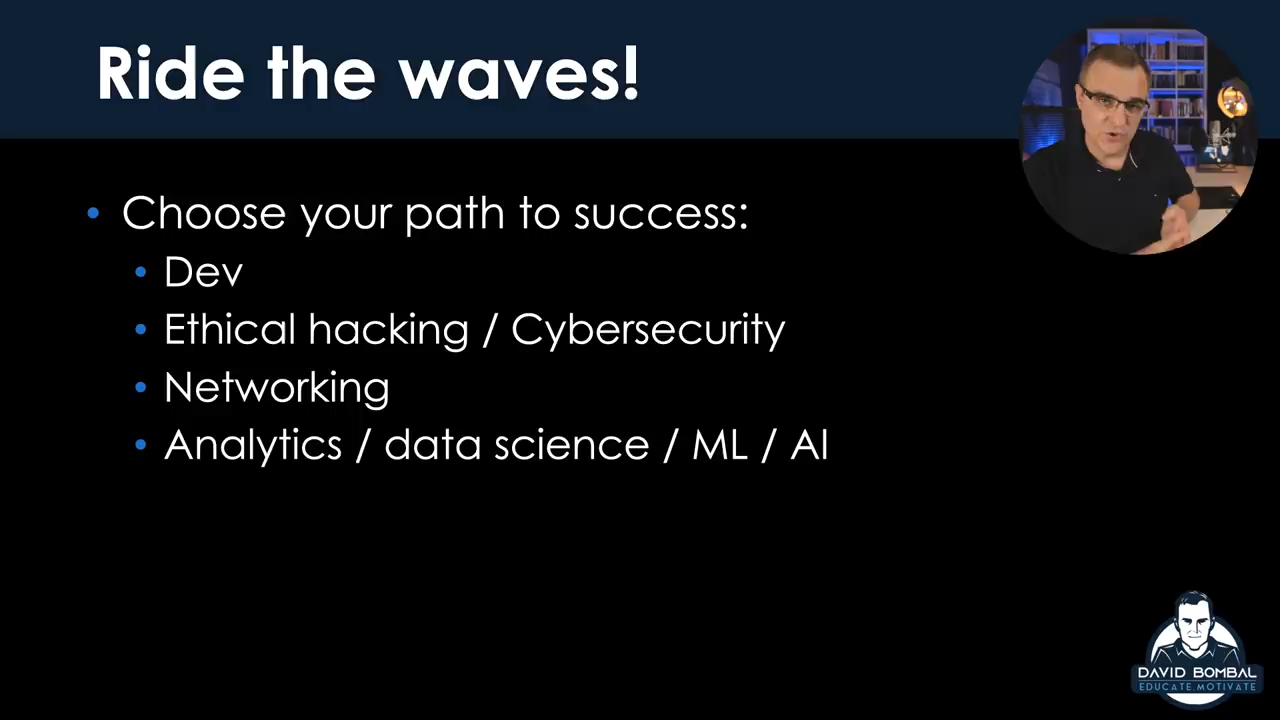 Ride the waves!
• Choose your path to success:
• Dev
• Ethical hacking / Cybersecurity
• Networking
• Analytics / data science / ML / AI
DAVID BOMBAL
EDUCATE.MOTIVATE